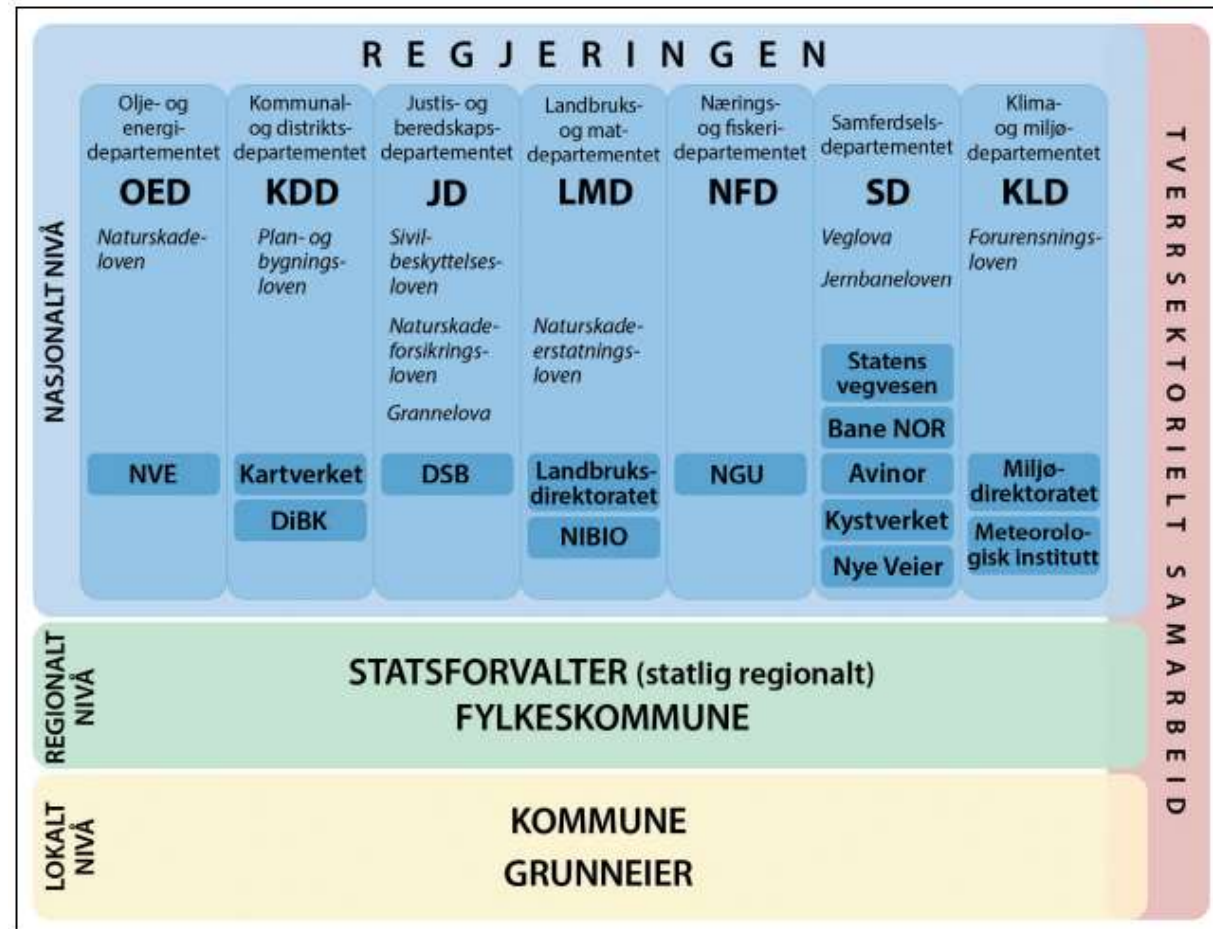 REGJERINGEN
NASJONALT NIVÅ
Olje- og
energi-
departementet
OED
Naturskade-
loven
NVE
Kommunal-
og distrikts-
departementet
KDD
Plan- og
bygnings-
loven
Kartverket
DiBK
Justis- og
beredskaps-
departementet
JD
Sivil-
beskyttelses-
loven
Naturskade-
forsikrings-
loven
Grannelova
DSB
Landbruks-
og mat-
departementet
LMD
Naturskade-
erstatnings-
loven
Landbruks-
direktoratet
NIBIO
Nærings-
og fiskeri-
departementet
NFD
NGU
Samferdsels-
departementet
SD
Veglova
Jernbaneloven
Statens
vegvesen
Bane NOR
Avinor
Kystverket
Nye Veier
Klima-
og miljø-
departementet
KLD
Forurensnings-
loven
Miljø-
direktoratet
Meteorolo-
gisk institutt
REGIONALT
NIVÅ
STATSFORVALTER (statlig regionalt)
FYLKESKOMMUNE
LOKALT
NIVÅ
KOMMUNE
GRUNNEIER
TVERRSEKTORIELT SAMARBEID